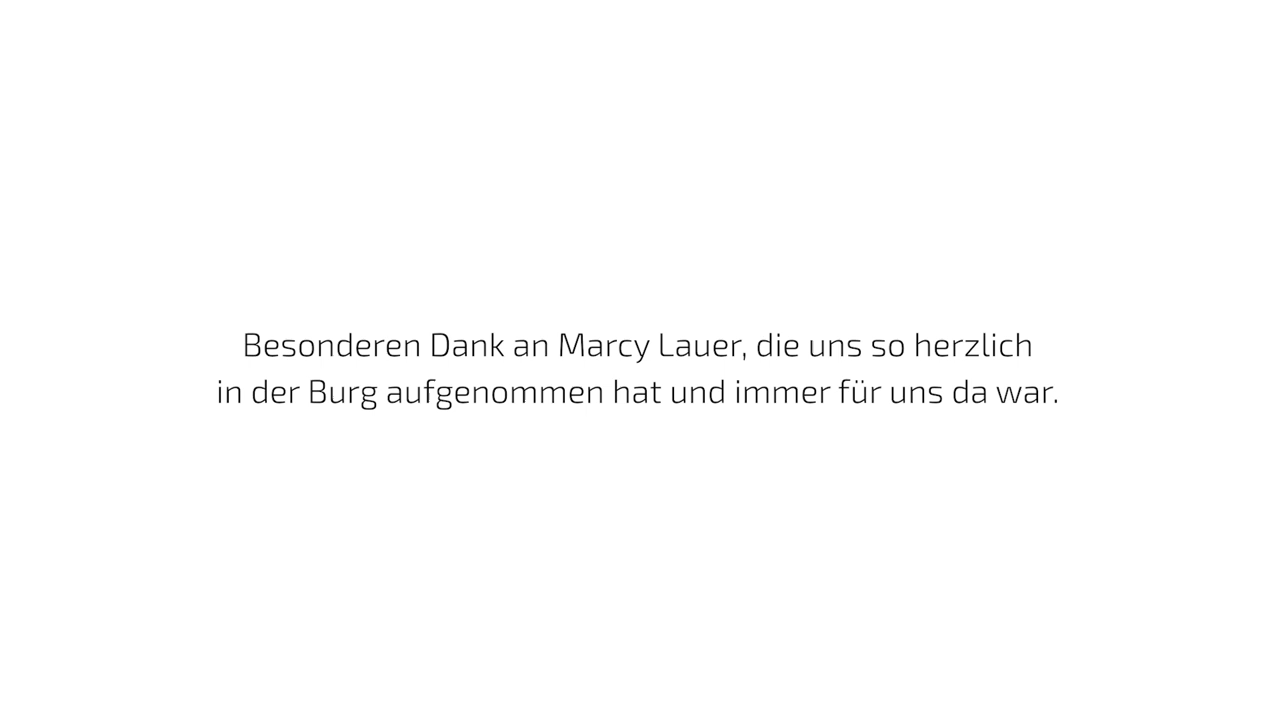 Besonderen Dank an Marcy Lauer, die uns so herzlich
in der Burg aufgenommen hat und immer für uns da war.